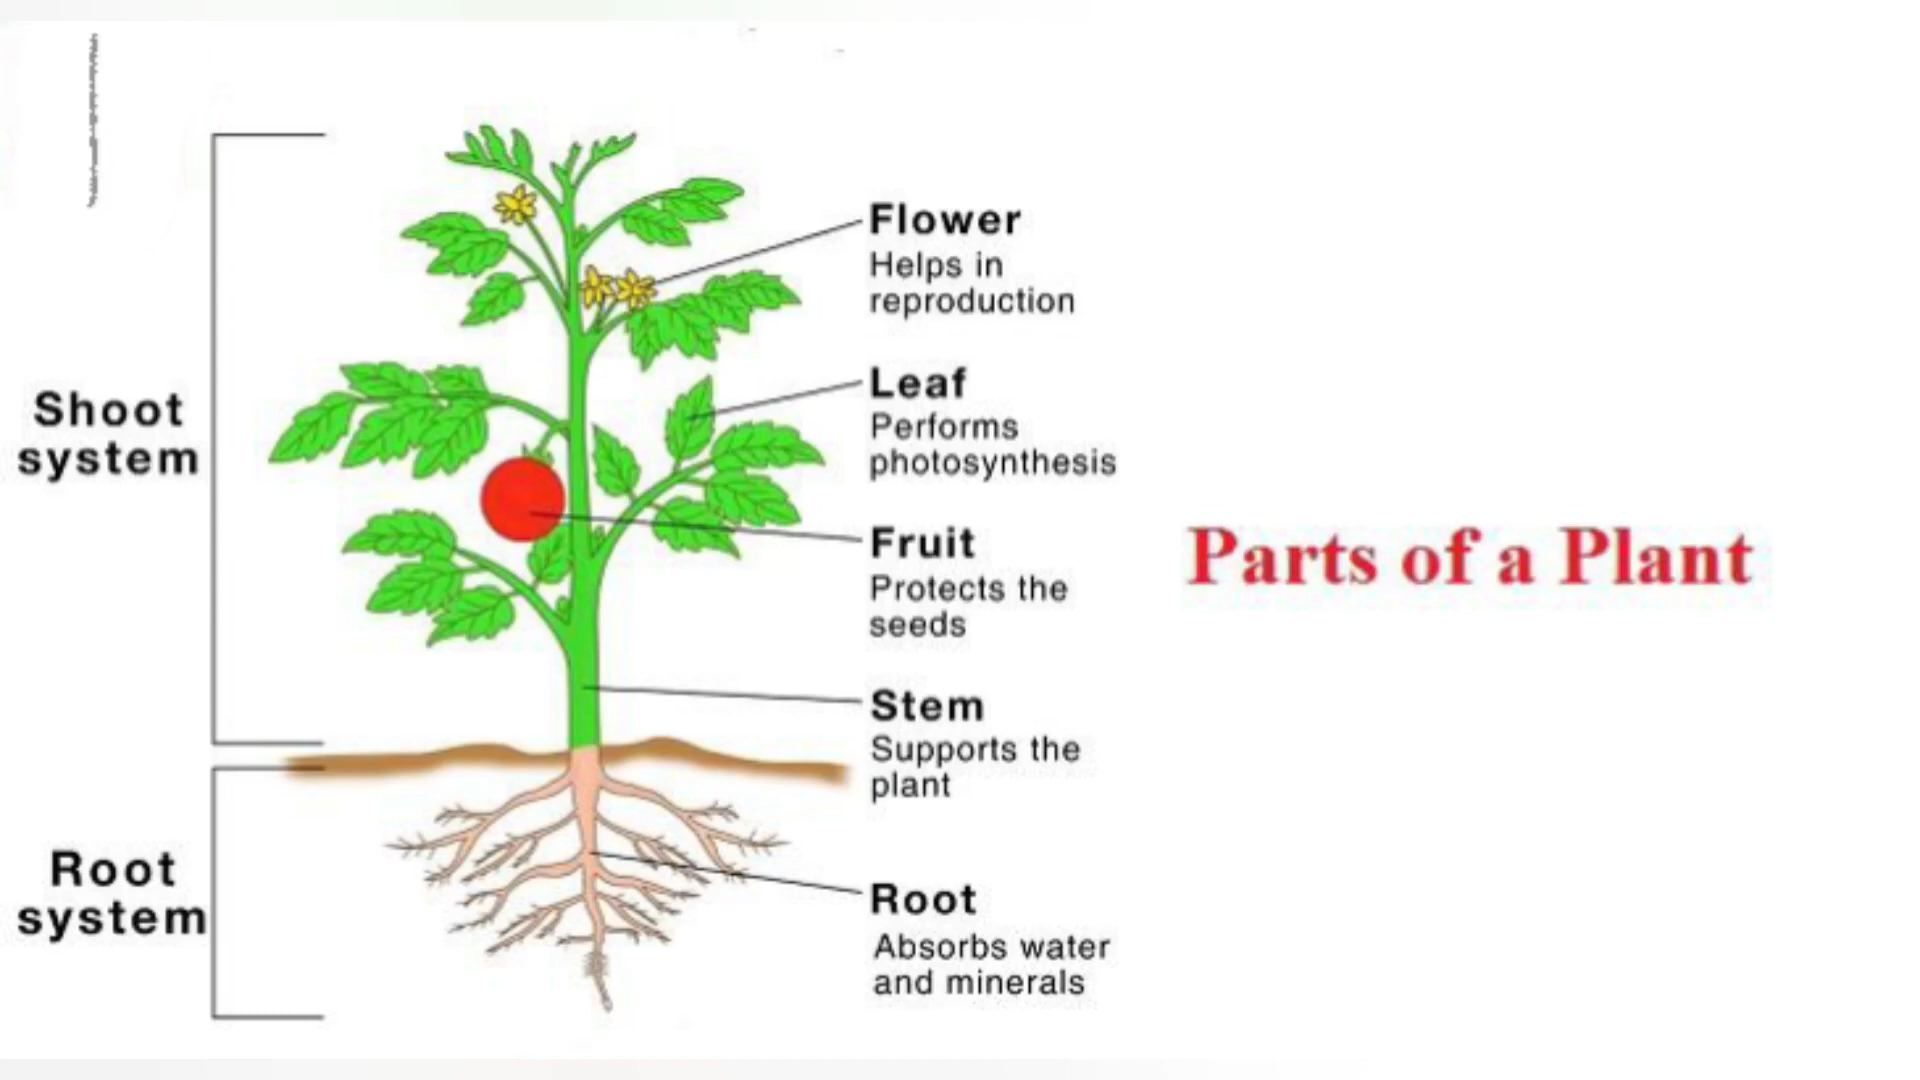 Shoot
system
Root
system
Flower
Helps in
reproduction
Leaf
Performs
photosynthesis
Fruit
Protects the
seeds
Stem
Supports the
plant
Root
Absorbs water
and minerals
Parts of a Plant